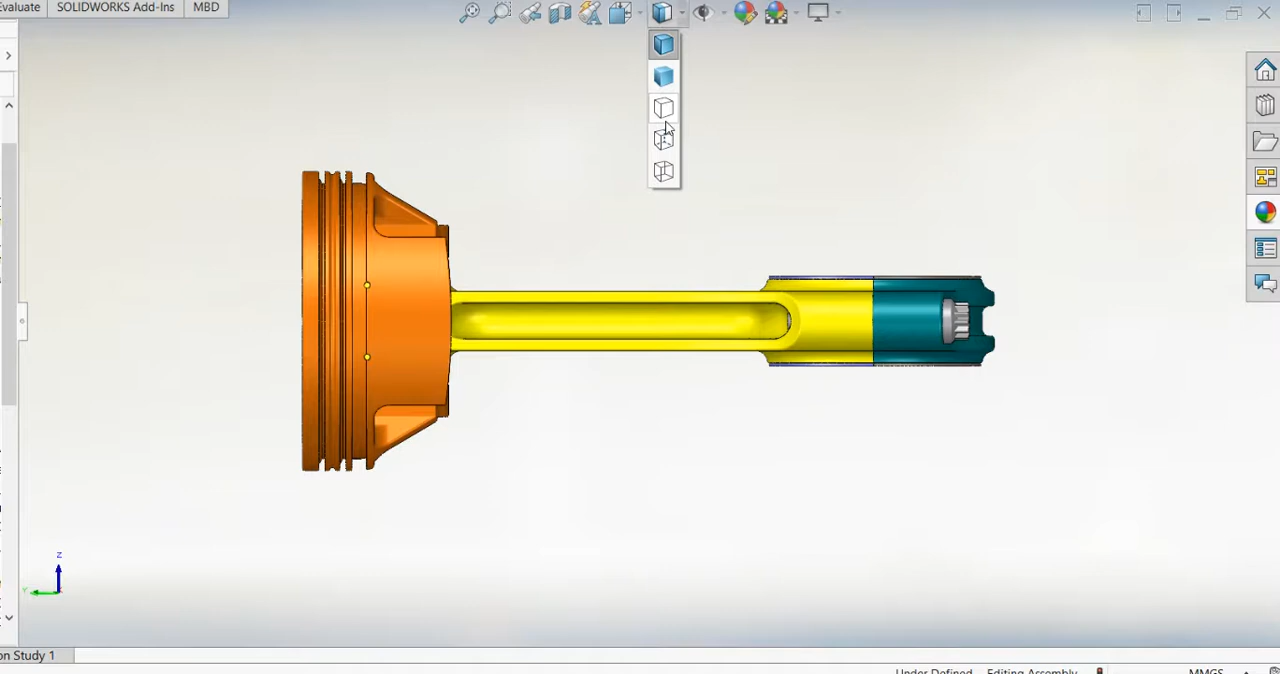 Evaluate SOLIDWORKS Add-Ins MBD
Z
Y
on Study 1
Under Defined Editing Assembly MMGS